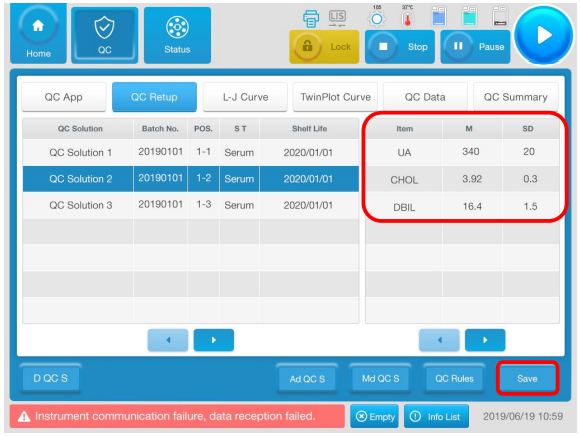 105 37℃
LIS
Home QC Status Lock Stop Pause
QC App QC Retup L-J Curve TwinPlot Curve QC Data QC Summary
QC Solution Batch No. POS. S T Shelf Life Item M SD
QC Solution 1 20190101 1-1 Serum 2020/01/01 UA 340 20
QC Solution 2 20190101 1-2 Serum 2020/01/01 CHOL 3.92 0.3
QC Solution 3 20190101 1-3 Serum 2020/01/01 DBIL 16.4 1.5
D QC S Ad QC S Md QC S QC Rules Save
Instrument communication failure, data reception failed. Empty Info List 2019/06/19 10:59